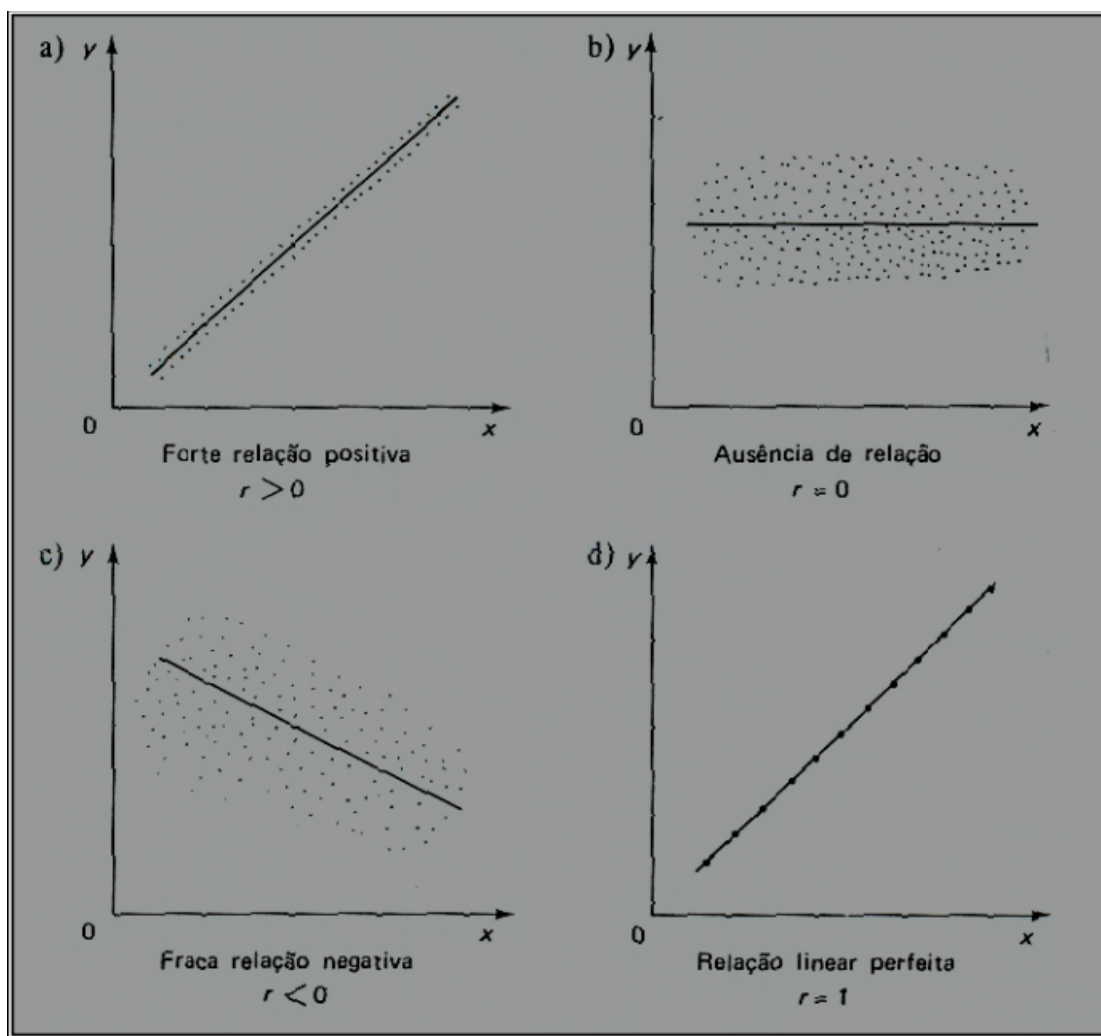 a) y
0
x
Forte relação positiva
r > 0
b) y
0
x
Ausência de relação
r = 0
c) y
0
x
Fraca relação negativa
r < 0
d) y
0
x
Relação linear perfeita
r = 1